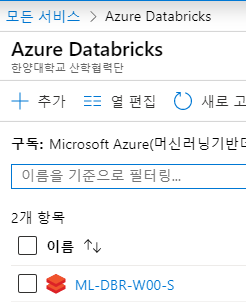 모든 서비스 > Azure Databricks
Azure Databricks
한양대학교 산학협력단
추가 열 편집 새로 고
구독: Microsoft Azure(머신러닝기반더
이름을 기준으로 필터링...
2개 항목
이름
ML-DBR-W00-S